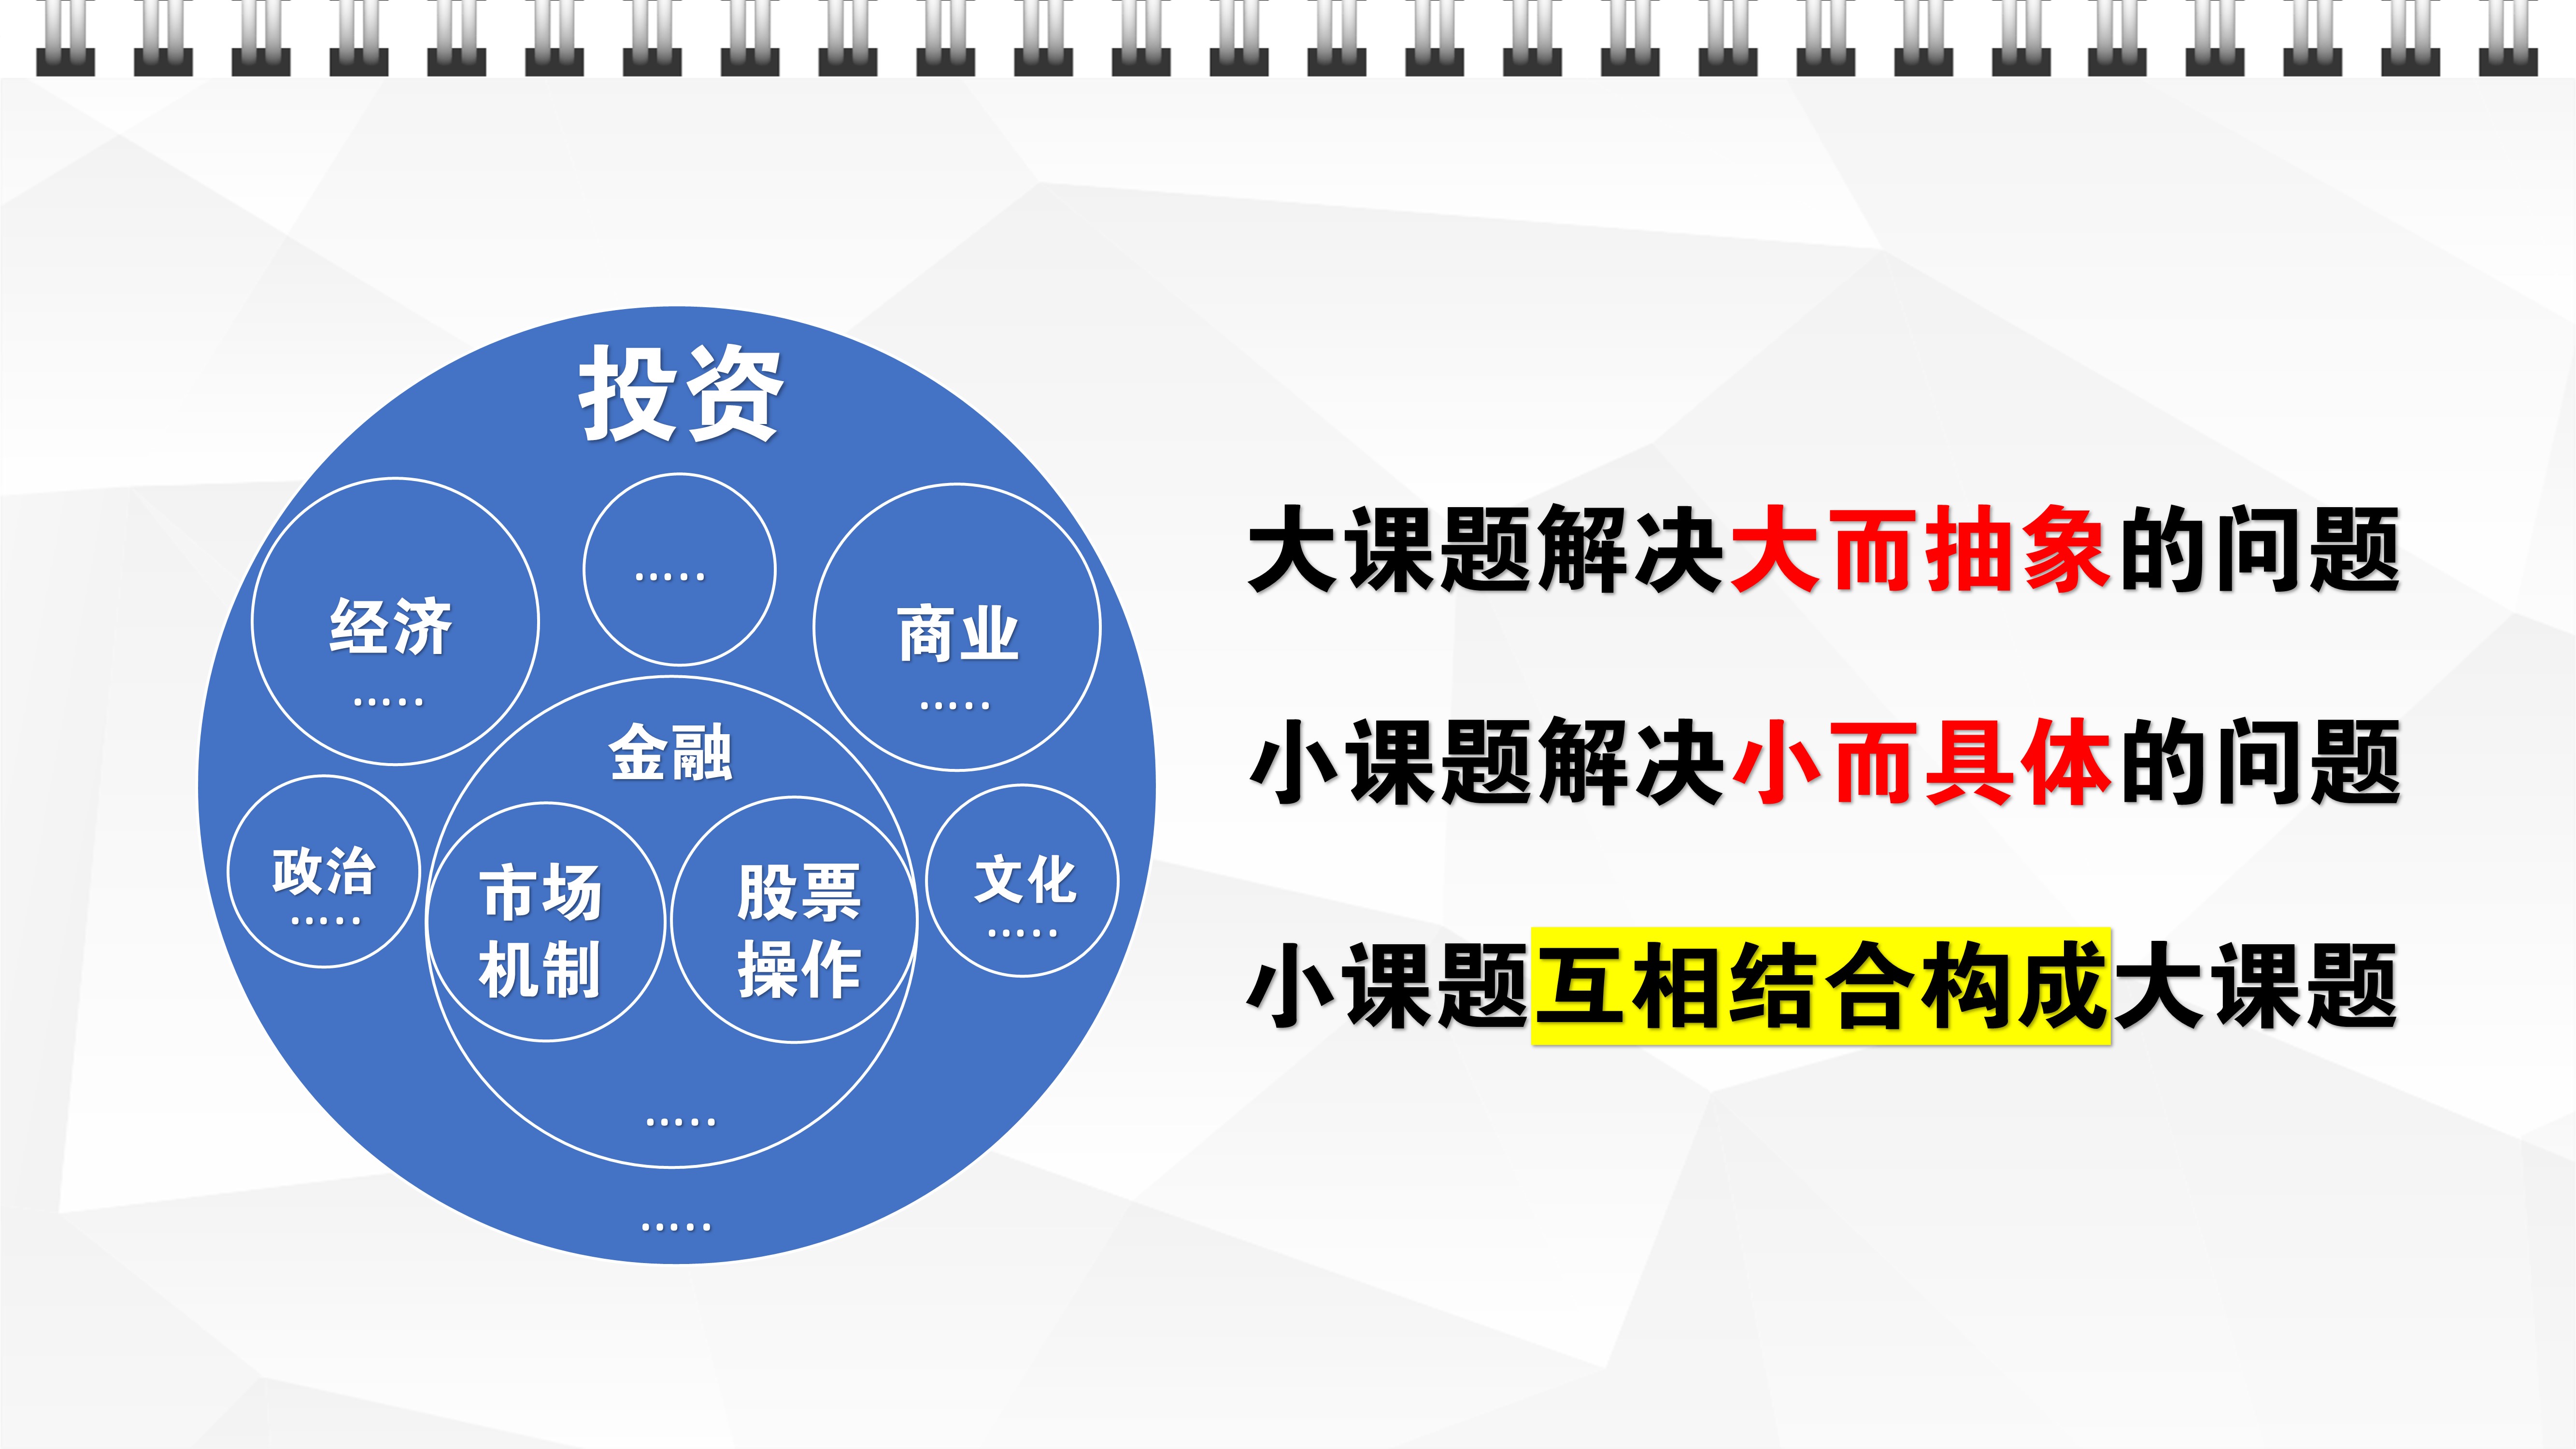 投资
.....
经济
.....
商业
.....
金融
政治
.....
市场
机制
股票
操作
文化
.....
.....
.....
大课题解决大而抽象的问题
小课题解决小而具体的问题
小课题互相结合构成大课题